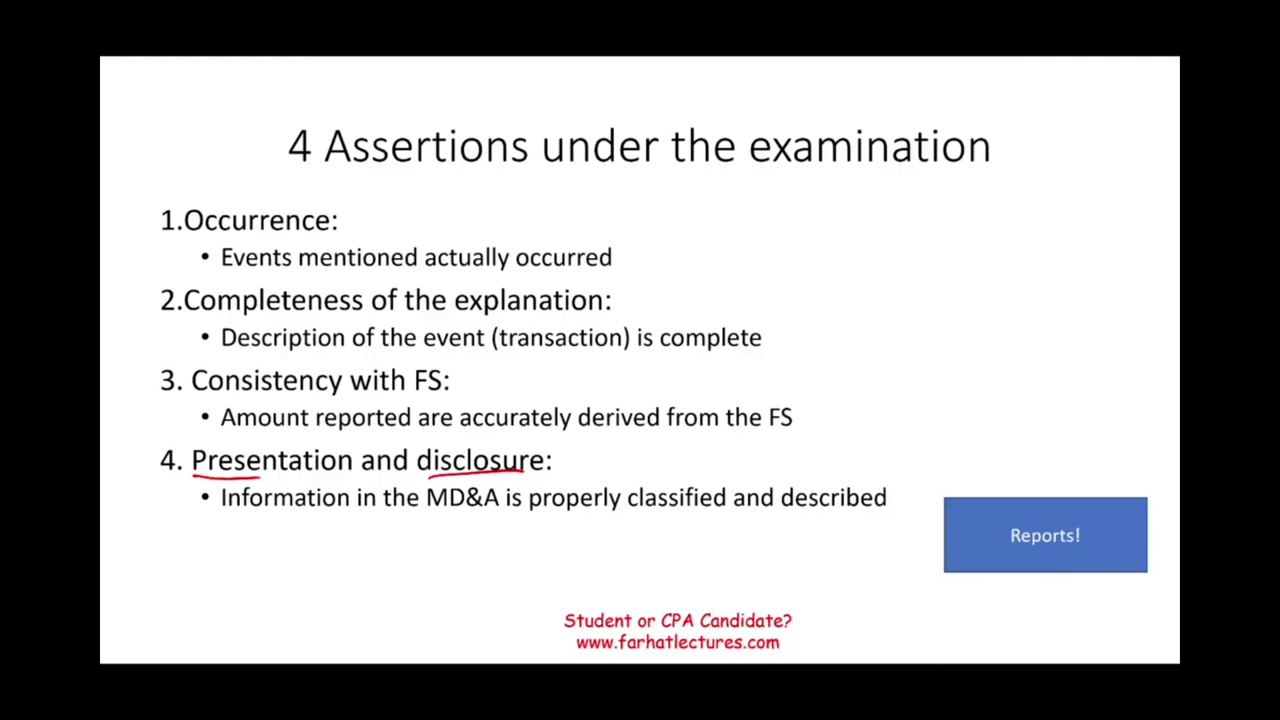 4 Assertions under the examination
1.Occurrence:
• Events mentioned actually occurred
2.Completeness of the explanation:
• Description of the event (transaction) is complete
3. Consistency with FS:
• Amount reported are accurately derived from the FS
4. Presentation and disclosure:
• Information in the MD&A is properly classified and described
Reports!
Student or CPA Candidate?
www.farhatlectures.com